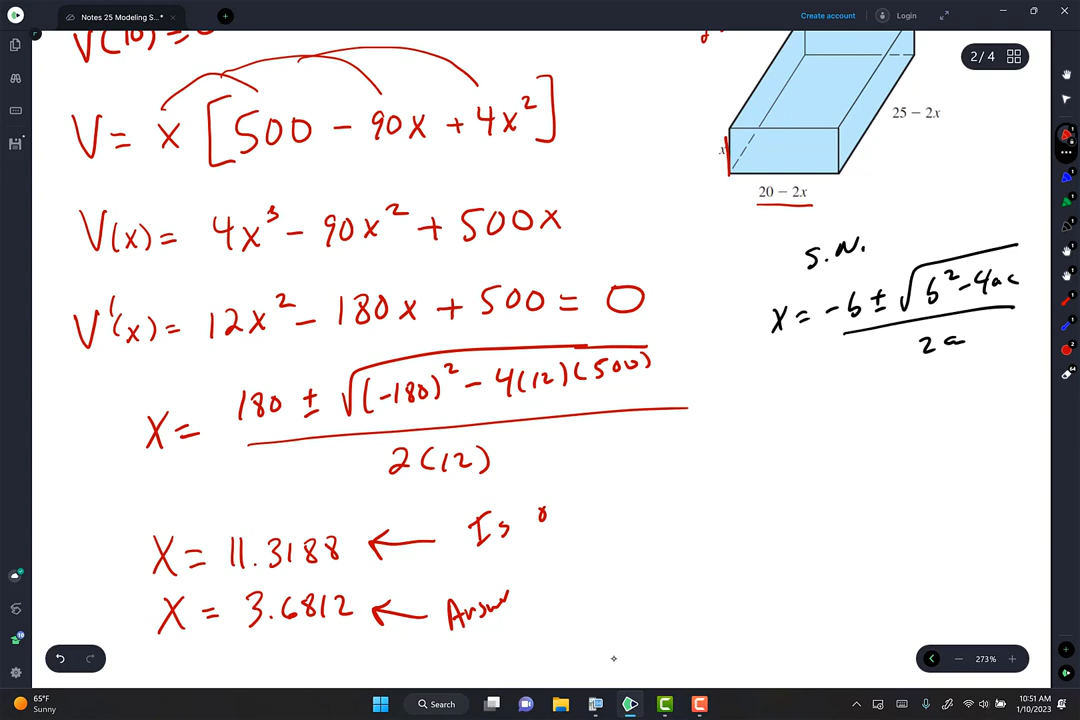 Notes 25 Modeling S...*
Create account
Login
V(10) =
2/4
V = x [500 - 90x + 4x²]
25 − 2x
x
20 − 2x
V(x) = 4x³ - 90x² + 500x
S.N.
x = -b ± √b² - 4ac
2a
V'(x) = 12x² - 180x + 500 = 0
X = 180 ± √(-180)² - 4(12)(500)
2(12)
X = 11.3188 ← Is
X = 3.6812 ← Answ
273%
65°F
Sunny
Search
10:51 AM
1/10/2023